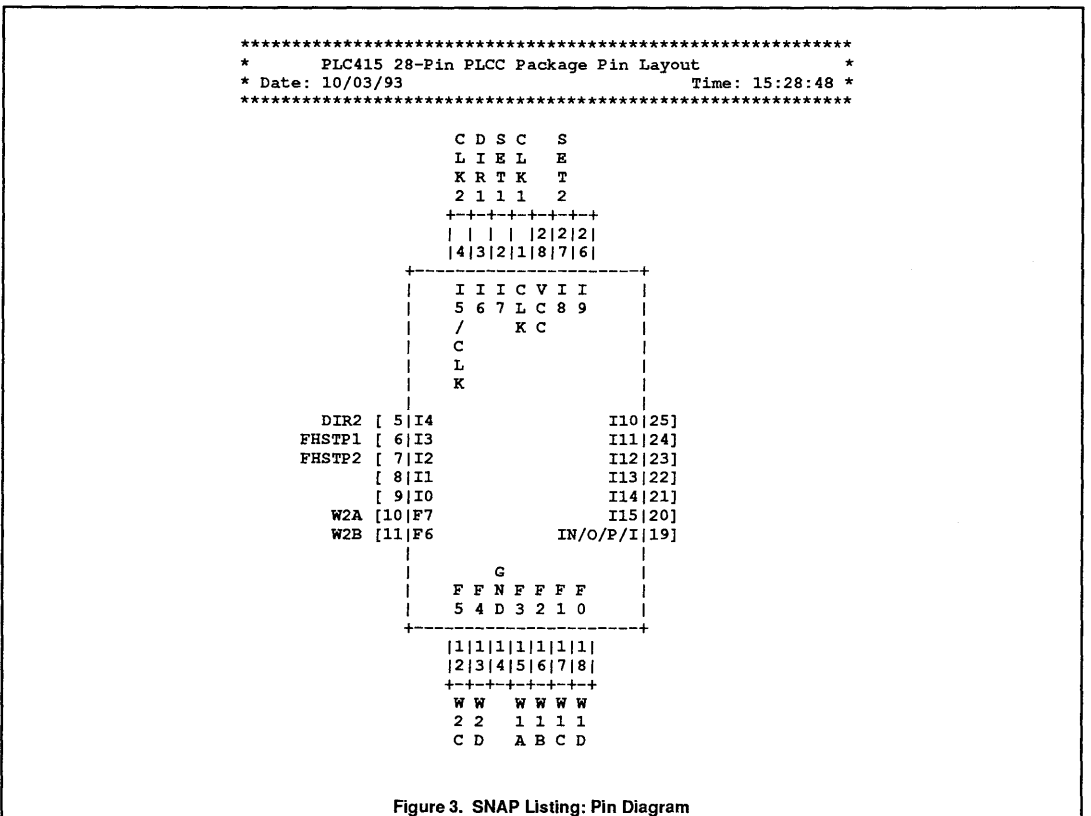 ************************************************************
*       PLC415 28-Pin PLCC Package Pin Layout              *
* Date: 10/03/93                            Time: 15:28:48 *
************************************************************
C D S C   S
L I E L   E
K R T K   T
2 1 1 1   2
+-+-+-+-+-+-+-+
| | | | |2|2|2|
|4|3|2|1|8|7|6|
+-----------------------+
| I I I C V I I |
| 5 6 7 L C 8 9 |
| /     K C     |
| C |
| L |
| K |
| |
DIR2 [ 5|I4 I10|25]
FHSTP1 [ 6|I3 I11|24]
FHSTP2 [ 7|I2 I12|23]
[ 8|I1 I13|22]
[ 9|I0 I14|21]
W2A [10|F7 I15|20]
W2B [11|F6 IN/O/P/I|19]
| |
|     G         |
| F F N F F F F |
| 5 4 D 3 2 1 0 |
+-----------------------+
|1|1|1|1|1|1|1|
|2|3|4|5|6|7|8|
+-+-+-+-+-+-+-+
W W   W W W W
2 2   1 1 1 1
C D   A B C D
Figure 3. SNAP Listing: Pin Diagram